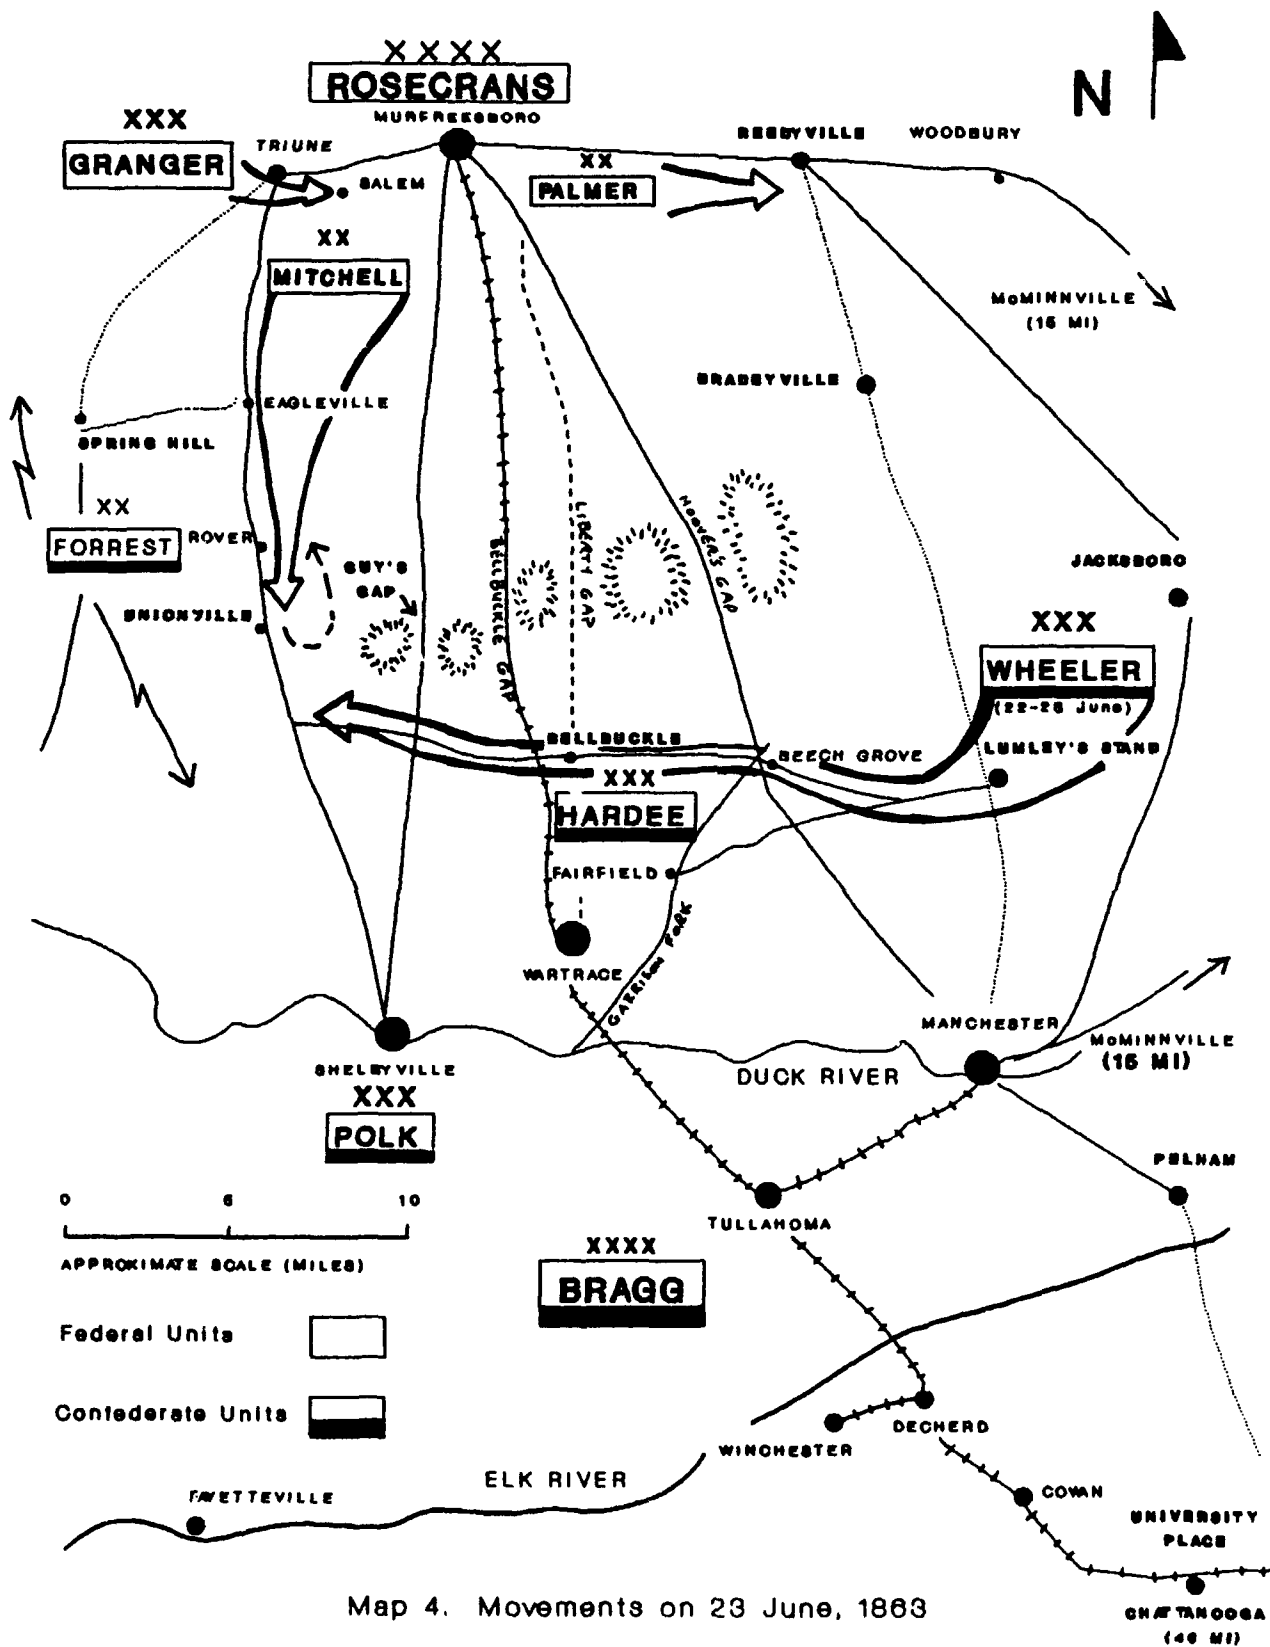 XXXX
ROSECRANS
MURFREESBORO
N
XXX
GRANGER
TRIUNE
SALEM
XX
PALMER
READYVILLE
WOODBURY
XX
MITCHELL
McMINNVILLE
(15 MI)
BRADEYVILLE
EAGLEVILLE
SPRING HILL
XX
FORREST
ROVER
GUY'S
GAP
BELLBUCKLE GAP
LIBERTY GAP
HOOVER'S GAP
UNIONVILLE
JACKSBORO
XXX
WHEELER
(22-25 June)
LUMLEY'S STAND
BELLBUCKLE
BEECH GROVE
XXX
HARDEE
FAIRFIELD
GARRISON FORK
WARTRACE
MANCHESTER
McMINNVILLE
(15 MI)
SHELBYVILLE
DUCK RIVER
XXX
POLK
PELHAM
0 5 10
APPROXIMATE SCALE (MILES)
TULLAHOMA
XXXX
BRAGG
Federal Units
Confederate Units
DECHERD
WINCHESTER
ELK RIVER
FAYETTEVILLE
COWAN
UNIVERSITY
PLACE
CHATTANOOGA
(46 MI)
Map 4. Movements on 23 June, 1863